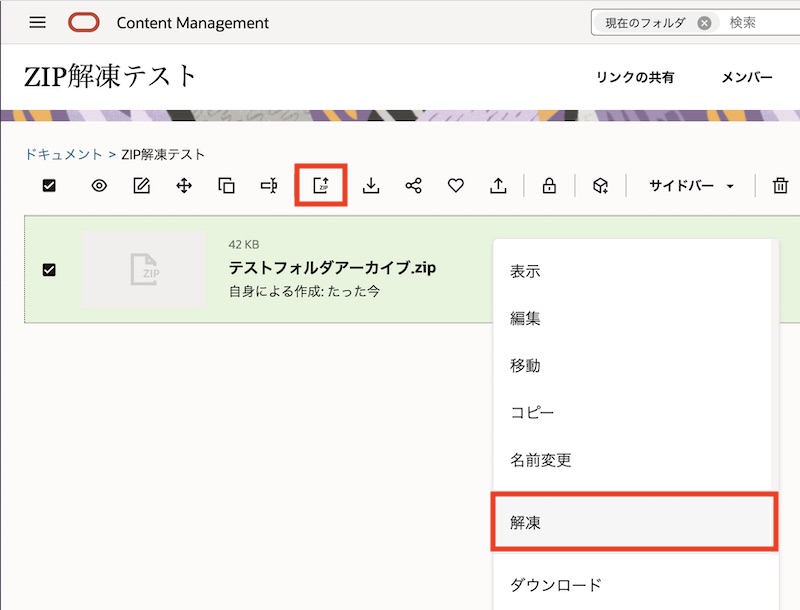 Content Management
現在のフォルダ 検索
ZIP解凍テスト
リンクの共有 メンバー
ドキュメント > ZIP解凍テスト
ZIP
サイドバー
ZIP
42 KB
テストフォルダアーカイブ.zip
自身による作成: たった今
表示
編集
移動
コピー
名前変更
解凍
ダウンロード